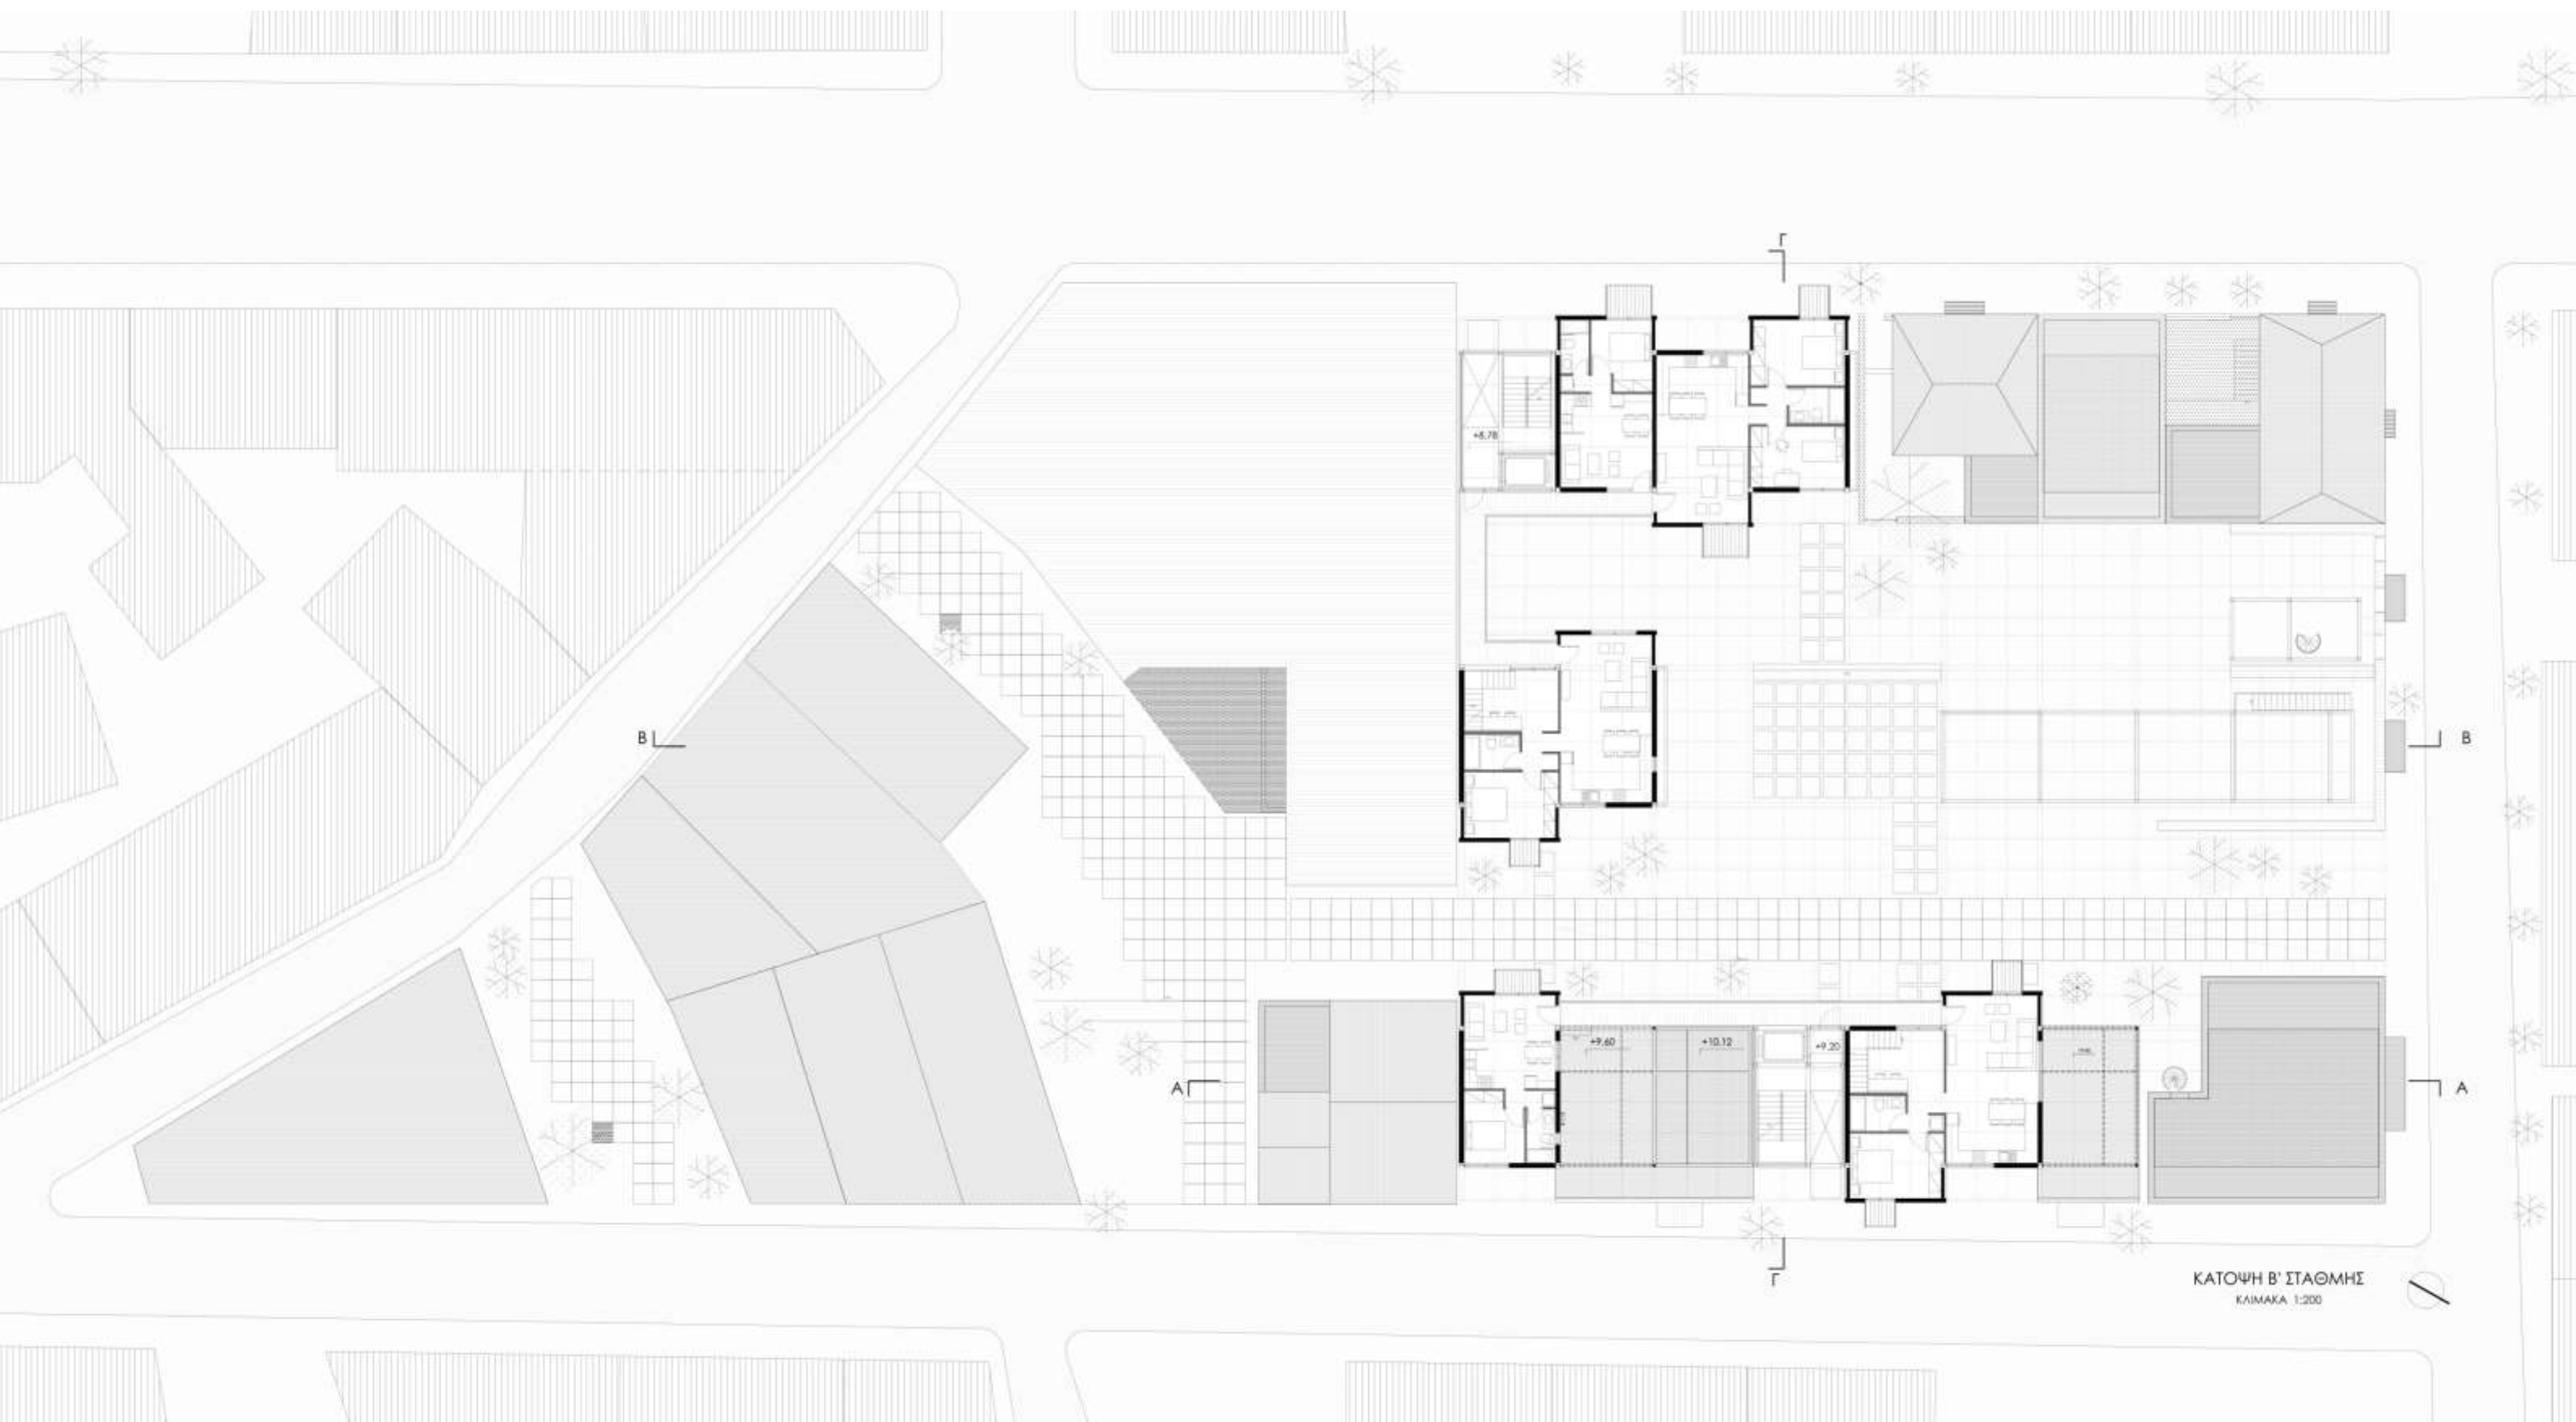 Γ
+8,78
B
B
+9,60
+10,12
+9,20
A
A
Γ
ΚΑΤΟΨΗ Β' ΣΤΑΘΜΗΣ
ΚΛΙΜΑΚΑ 1:200